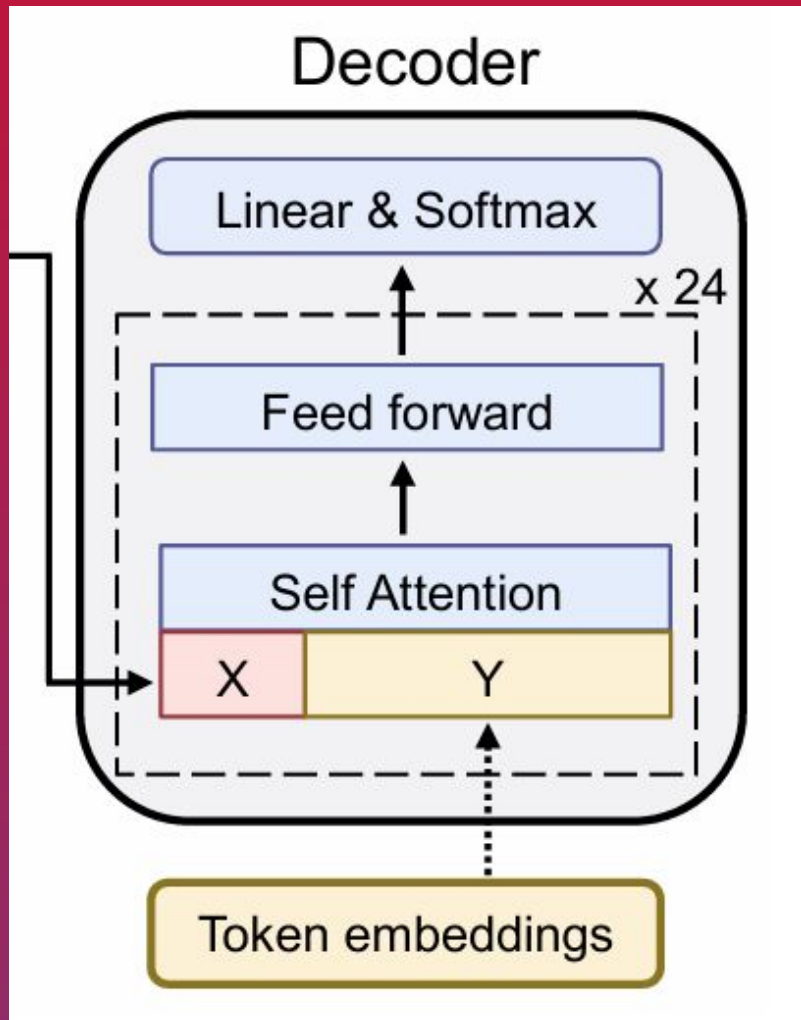 Decoder
Linear & Softmax
x 24
Feed forward
Self Attention
X Y
Token embeddings